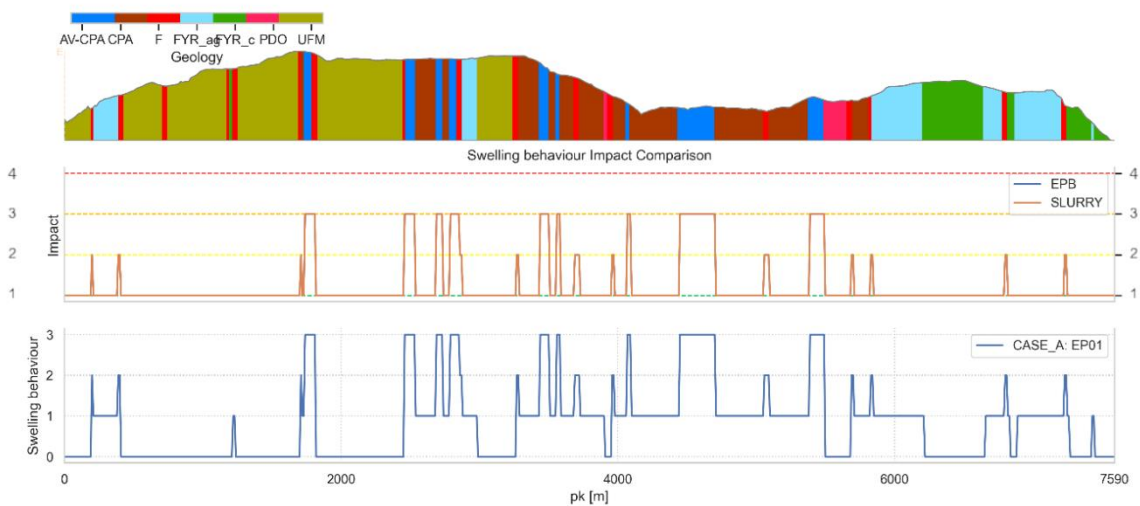 AV-CPA CPA F FYR_ag FYR_c PDO UFM
Geology
Swelling behaviour Impact Comparison
4 4
EPB
SLURRY
3 3
Impact
2 2
1 1
3
CASE_A: EP01
2
Swelling behaviour
1
0
0 2000 4000 6000 7590
pk [m]